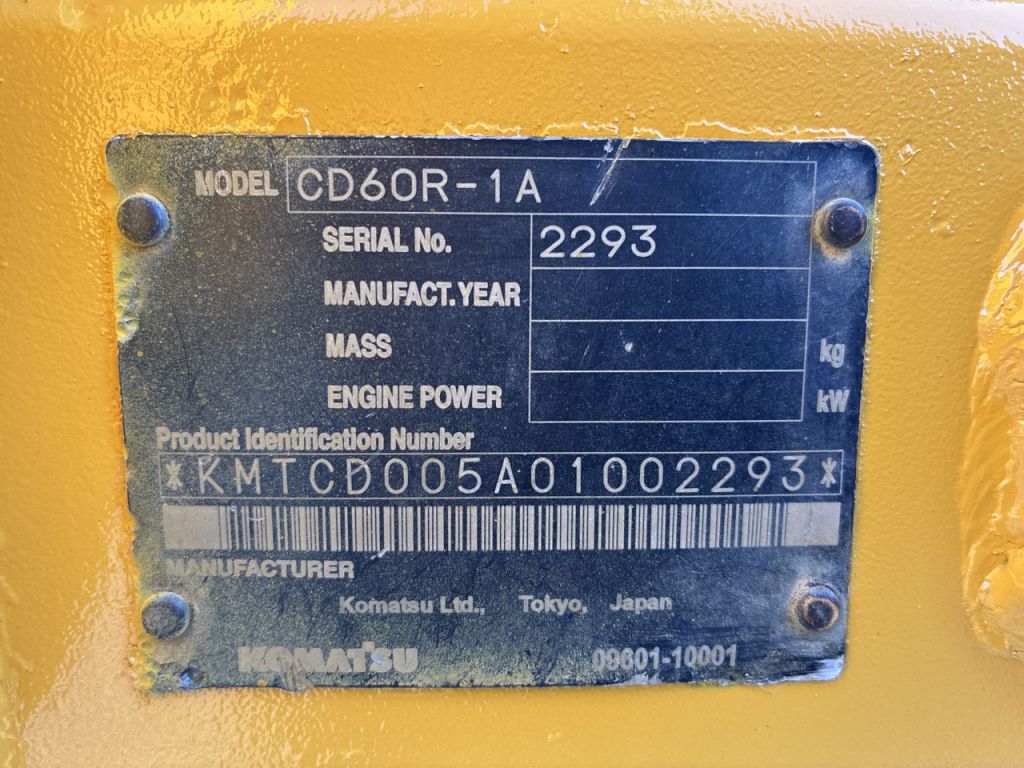 MODEL CD60R-1A
SERIAL No. 2293
MANUFACT. YEAR
MASS kg
ENGINE POWER kW
Product Identification Number
*KMTCD005A01002293*
MANUFACTURER
Komatsu Ltd., Tokyo, Japan
KOMATSU 09601-10001